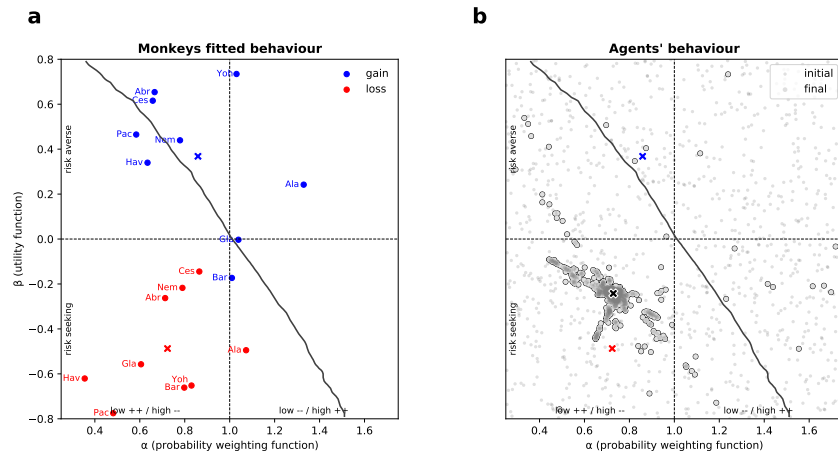 a
b
Monkeys fitted behaviour
Agents' behaviour
gain
loss
initial
final
Yoh
Abr
Ces
Pac
Nem
Hav
Ala
Gla
Bar
Ces
Nem
Abr
Ala
Gla
Hav
Yoh
Bar
Pac
risk averse
risk seeking
low ++ / high --
low -- / high ++
risk averse
risk seeking
low ++ / high --
low -- / high ++
0.8
0.6
0.4
0.2
0.0
−0.2
−0.4
−0.6
−0.8
β (utility function)
0.4 0.6 0.8 1.0 1.2 1.4 1.6
0.4 0.6 0.8 1.0 1.2 1.4 1.6
α (probability weighting function)
α (probability weighting function)